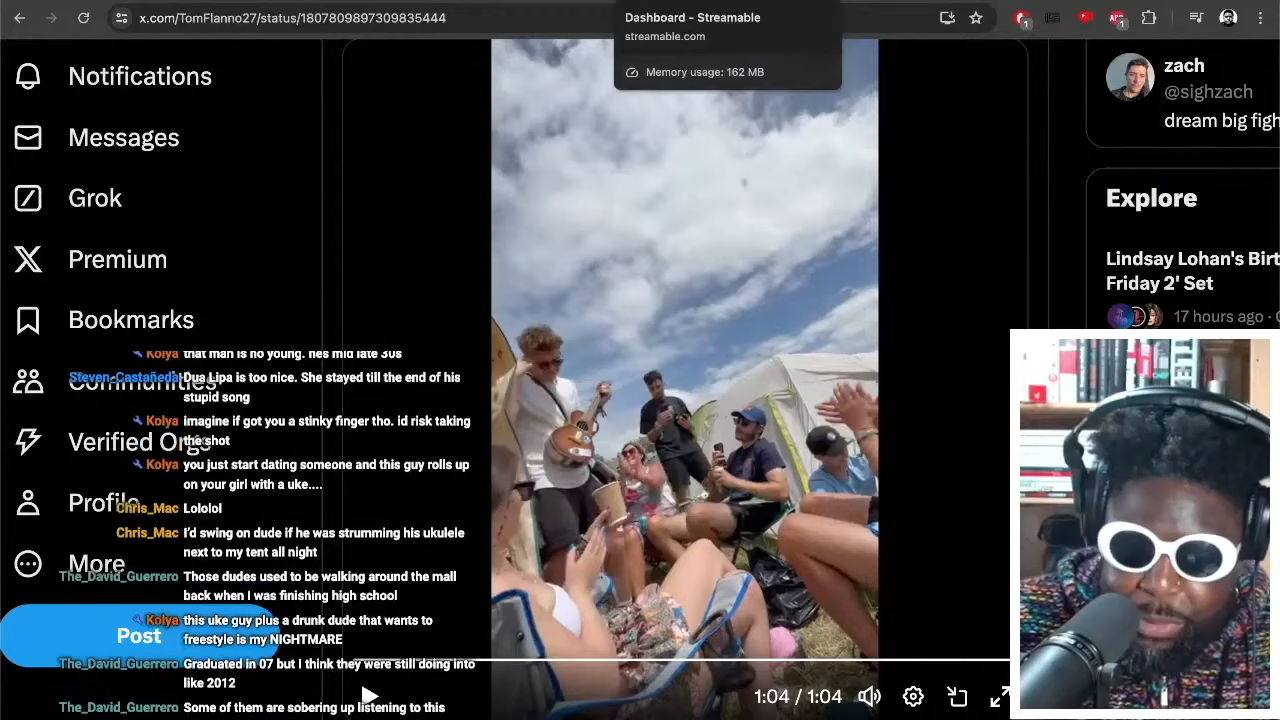 x.com/TomFlanno27/status/1807809897309835444
Dashboard - Streamable
streamable.com
Memory usage: 162 MB
1
1
Notifications
Messages
Grok
Premium
Bookmarks
Verified Orgs
Profile
More
Post
Kolya that man is no young. hes mid late 30s
Steven_Castañeda Dua Lipa is too nice. She stayed till the end of his
stupid song
Kolya imagine if got you a stinky finger tho. id risk taking
the shot
Kolya you just start dating someone and this guy rolls up
on your girl with a uke....
Chris_Mac Lololol
Chris_Mac I'd swing on dude if he was strumming his ukulele
next to my tent all night
The_David_Guerrero Those dudes used to be walking around the mall
back when I was finishing high school
Kolya this uke guy plus a drunk dude that wants to
freestyle is my NIGHTMARE
The_David_Guerrero Graduated in 07 but I think they were still doing into
like 2012
The_David_Guerrero Some of them are sobering up listening to this
1:04 / 1:04
zach
@sighzach
dream big figh
Explore
Lindsay Lohan's Birt
Friday 2' Set
17 hours ago ·